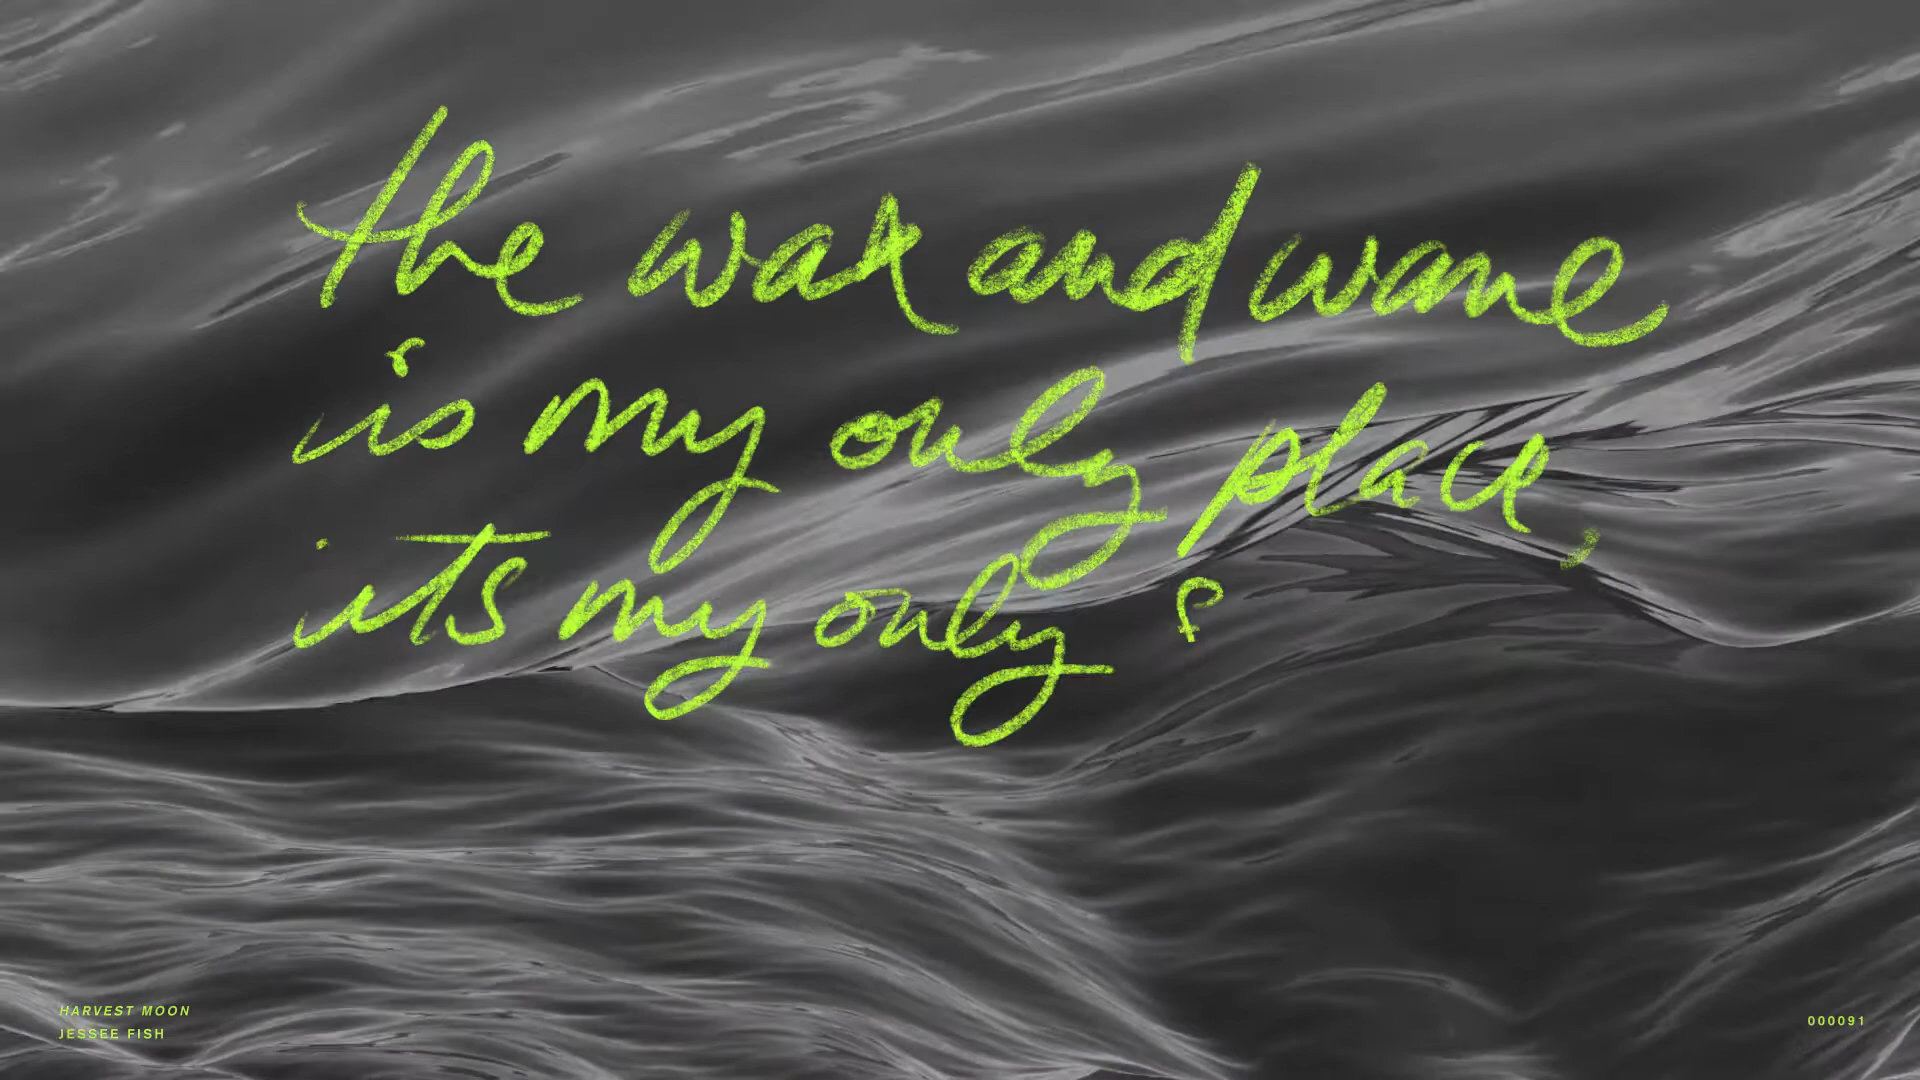 the wax and wane
is my only place,
its my only
HARVEST MOON
JESSEE FISH
000091